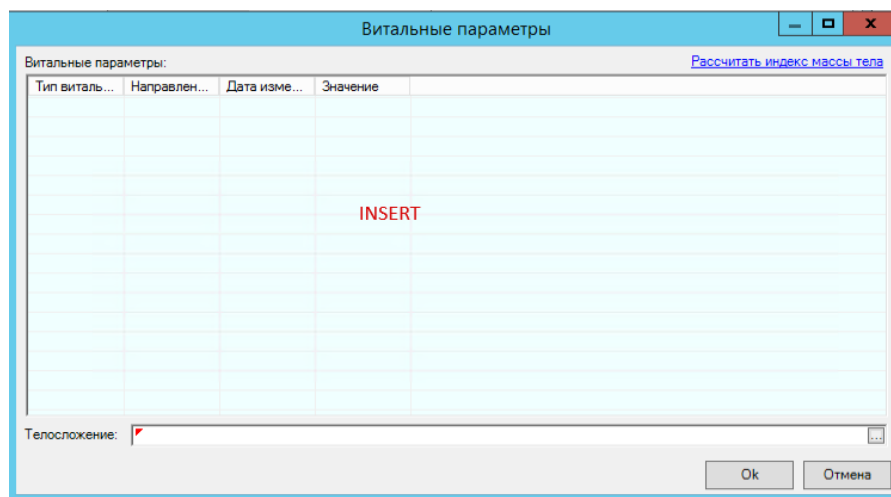 Витальные параметры
Витальные параметры: Рассчитать индекс массы тела
Тип виталь... Направлен... Дата изме... Значение
INSERT
Телосложение:
Ok Отмена